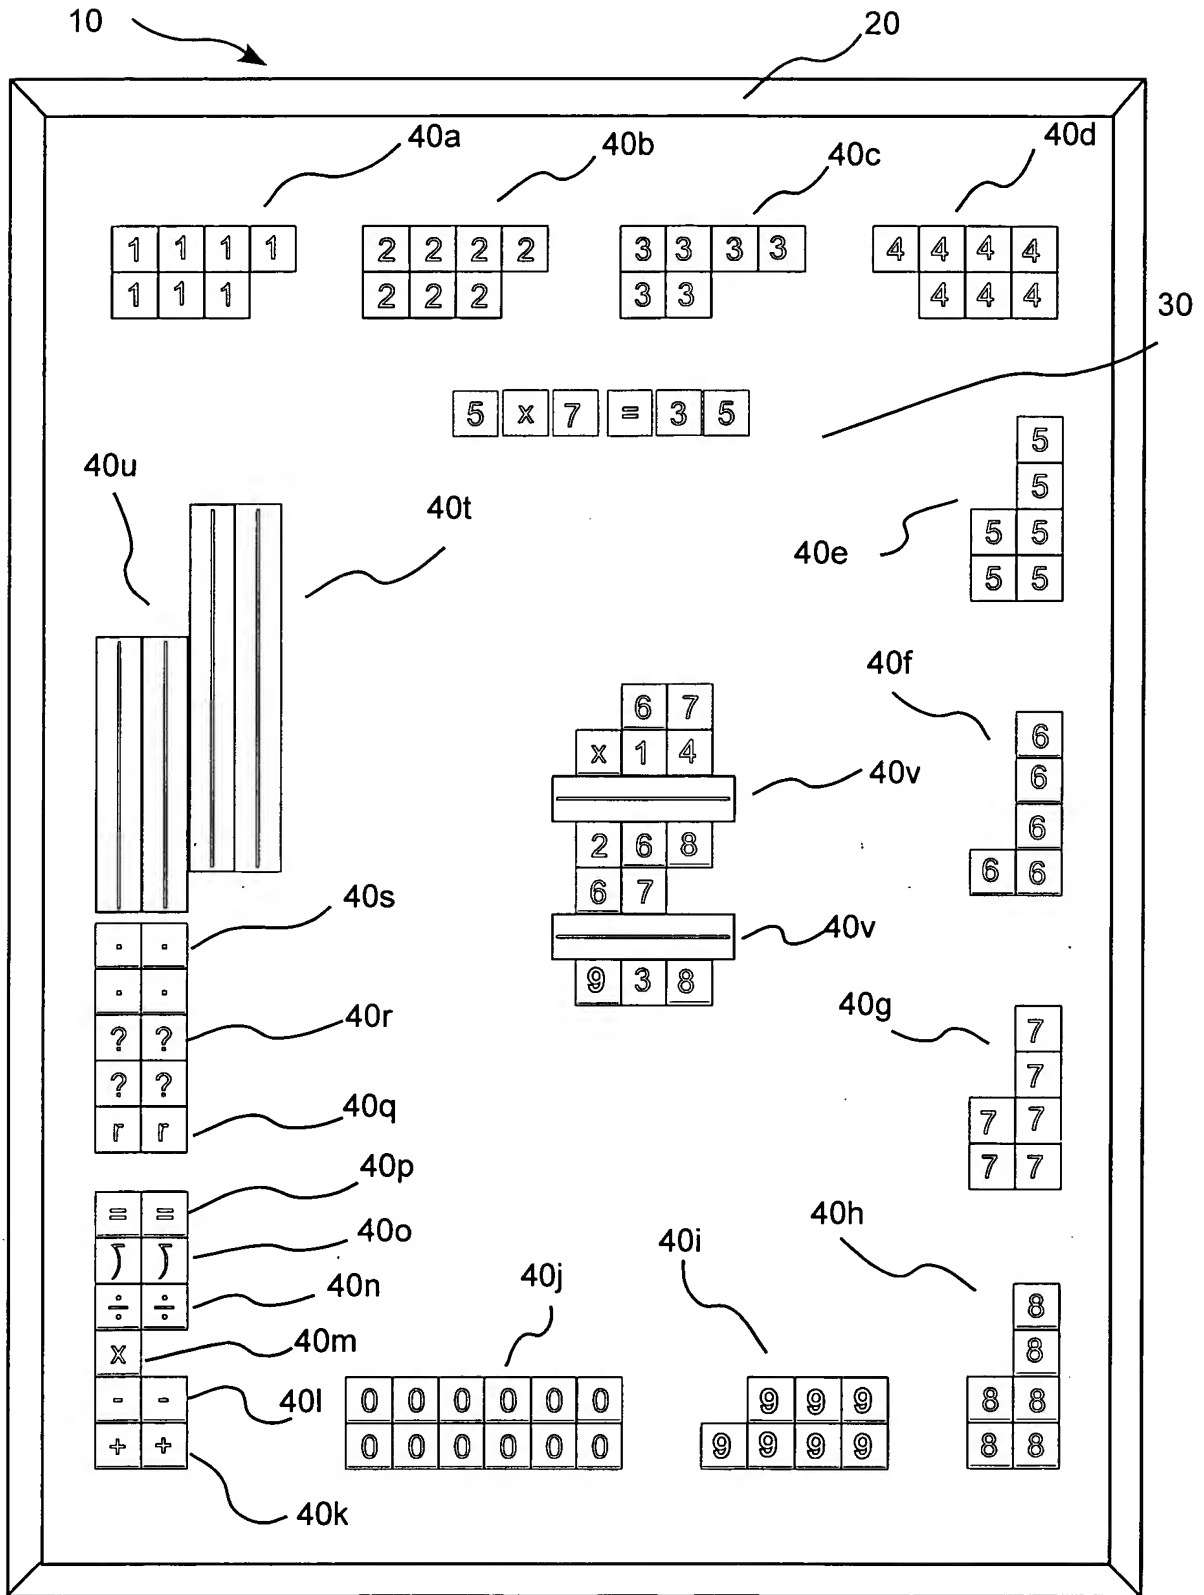 10
20
40a
40b
40c
40d
1 1 1 1
1 1 1
2 2 2 2
2 2 2
3 3 3 3
3 3
4 4 4 4
4 4 4
30
5 x 7 = 3 5
40u
40t
40e
5
5
5 5
5 5
40f
6
6
6
6 6
6 7
x 1 4
40v
2 6 8
6 7
40v
9 3 8
40s
. .
. .
40r
? ?
? ?
40q
r r
40g
7
7
7 7
7 7
40p
= =
40o
) )
40n
÷ ÷
40m
x
40l
- -
40k
+ +
40j
0 0 0 0 0 0
0 0 0 0 0 0
40i
9 9 9
9 9 9 9
40h
8
8
8 8
8 8